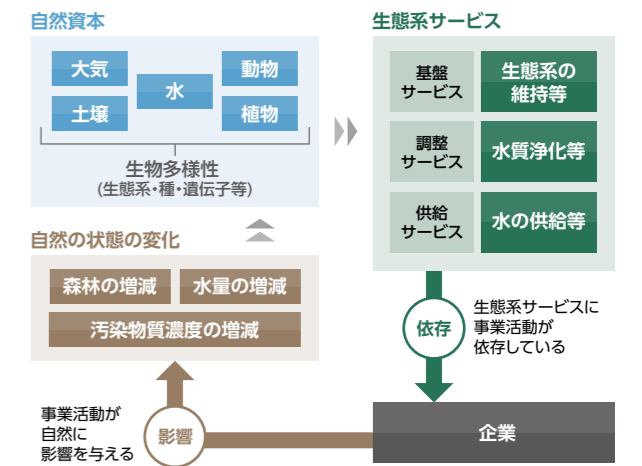 自然資本
大気
水
動物
土壌
植物
生物多様性
(生態系・種・遺伝子等)
自然の状態の変化
森林の増減
水量の増減
汚染物質濃度の増減
事業活動が
自然に
影響を与える
影響
生態系サービス
基盤
サービス
生態系の
維持等
調整
サービス
水質浄化等
供給
サービス
水の供給等
依存
生態系サービスに
事業活動が
依存している
企業